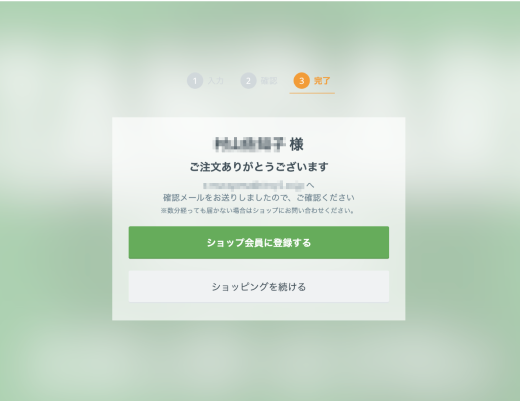 1 入力 2 確認 3 完了
様
ご注文ありがとうございます
へ
確認メールをお送りしましたので、ご確認ください
※数分経っても届かない場合はショップにお問い合わせください。
ショップ会員に登録する
ショッピングを続ける